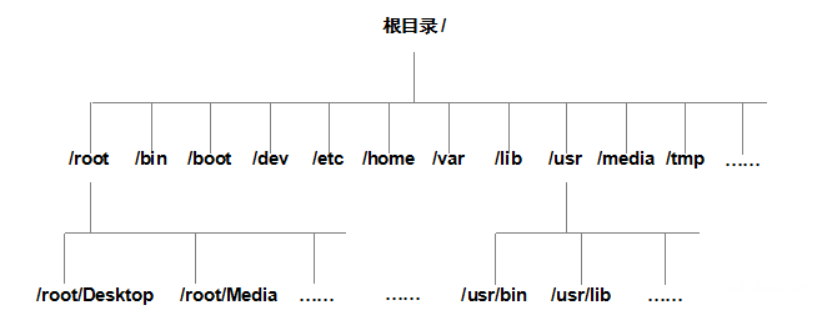 根目录 /
/root /bin /boot /dev /etc /home /var /lib /usr /media /tmp ……
/root/Desktop /root/Media …… …… /usr/bin /usr/lib ……